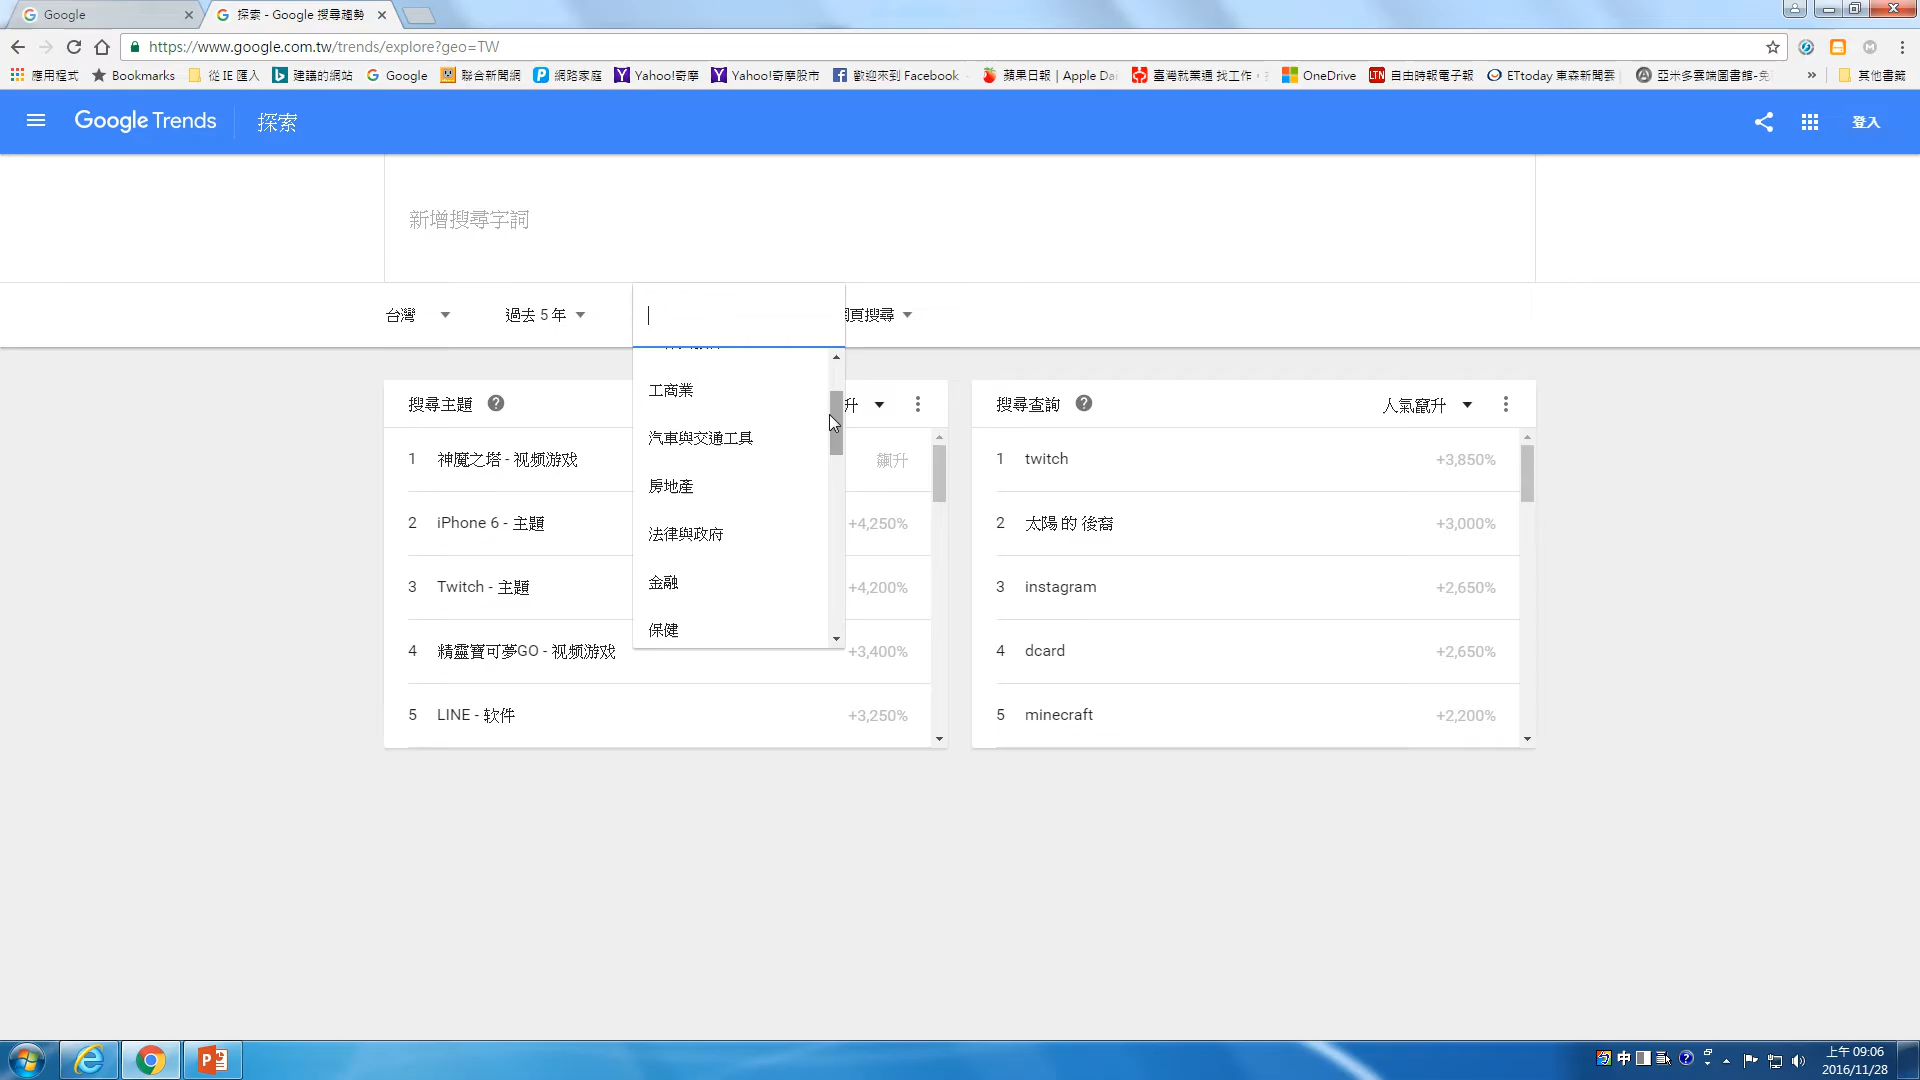 Google
探索 - Google 搜尋趨勢
https://www.google.com.tw/trends/explore?geo=TW
應用程式 Bookmarks 從 IE 匯入 建議的網站 Google 聯合新聞網 網路家庭 Yahoo!奇摩 Yahoo!奇摩股市 歡迎來到 Facebook 蘋果日報 | Apple Dai 臺灣就業通 找工作 OneDrive 自由時報電子報 ETtoday 東森新聞雲 亞米多雲端圖書館-免 » 其他書籤
Google Trends 探索 登入
新增搜尋字詞
台灣 過去 5 年 頁搜尋
工商業
汽車與交通工具
房地產
法律與政府
金融
保健
搜尋主題 升
1 神魔之塔 - 视频游戏 飆升
2 iPhone 6 - 主題 +4,250%
3 Twitch - 主題 +4,200%
4 精靈寶可夢GO - 视频游戏 +3,400%
5 LINE - 软件 +3,250%
搜尋查詢 人氣竄升
1 twitch +3,850%
2 太陽 的 後裔 +3,000%
3 instagram +2,650%
4 dcard +2,650%
5 minecraft +2,200%
中
上午 09:06
2016/11/28